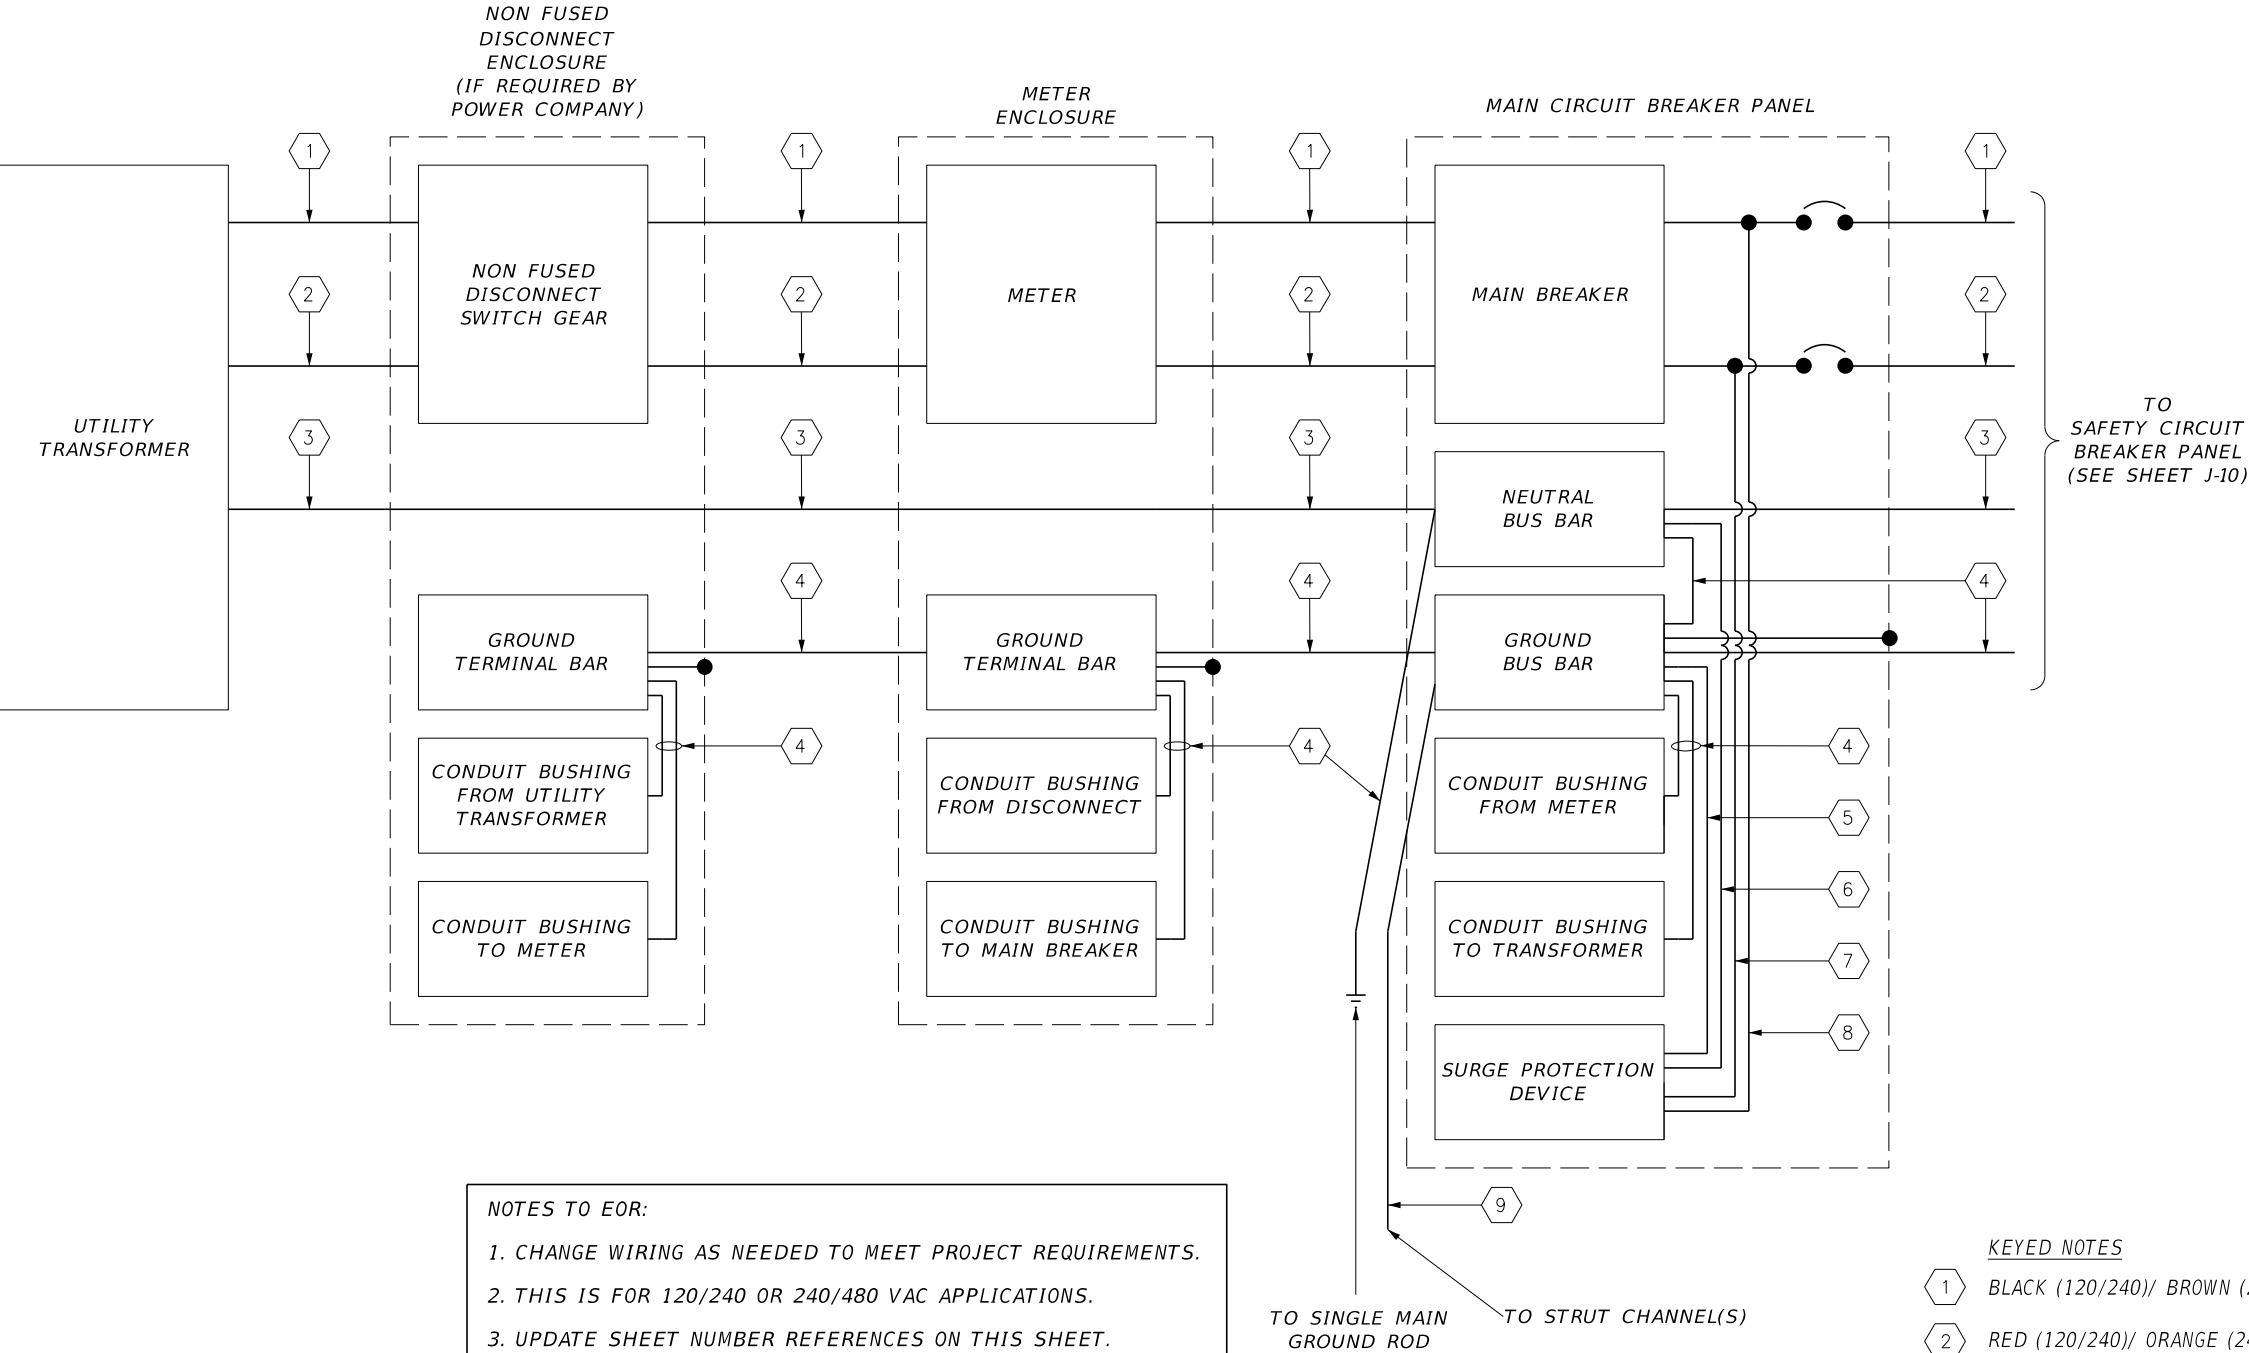 NON FUSED
DISCONNECT
ENCLOSURE
(IF REQUIRED BY
POWER COMPANY)
METER
ENCLOSURE
MAIN CIRCUIT BREAKER PANEL
1
1
1
1
NON FUSED
DISCONNECT
SWITCH GEAR
METER
MAIN BREAKER
2
2
2
2
UTILITY
TRANSFORMER
3
3
3
3
TO
SAFETY CIRCUIT
BREAKER PANEL
(SEE SHEET J-10)
NEUTRAL
BUS BAR
4
4
4
GROUND
TERMINAL BAR
GROUND
TERMINAL BAR
GROUND
BUS BAR
4
4
4
CONDUIT BUSHING
FROM UTILITY
TRANSFORMER
CONDUIT BUSHING
FROM DISCONNECT
CONDUIT BUSHING
FROM METER
5
6
CONDUIT BUSHING
TO METER
CONDUIT BUSHING
TO MAIN BREAKER
CONDUIT BUSHING
TO TRANSFORMER
7
8
SURGE PROTECTION
DEVICE
9
NOTES TO EOR:
1. CHANGE WIRING AS NEEDED TO MEET PROJECT REQUIREMENTS.
2. THIS IS FOR 120/240 OR 240/480 VAC APPLICATIONS.
3. UPDATE SHEET NUMBER REFERENCES ON THIS SHEET.
TO SINGLE MAIN
GROUND ROD
TO STRUT CHANNEL(S)
KEYED NOTES
1 BLACK (120/240)/ BROWN
2 RED (120/240)/ ORANGE